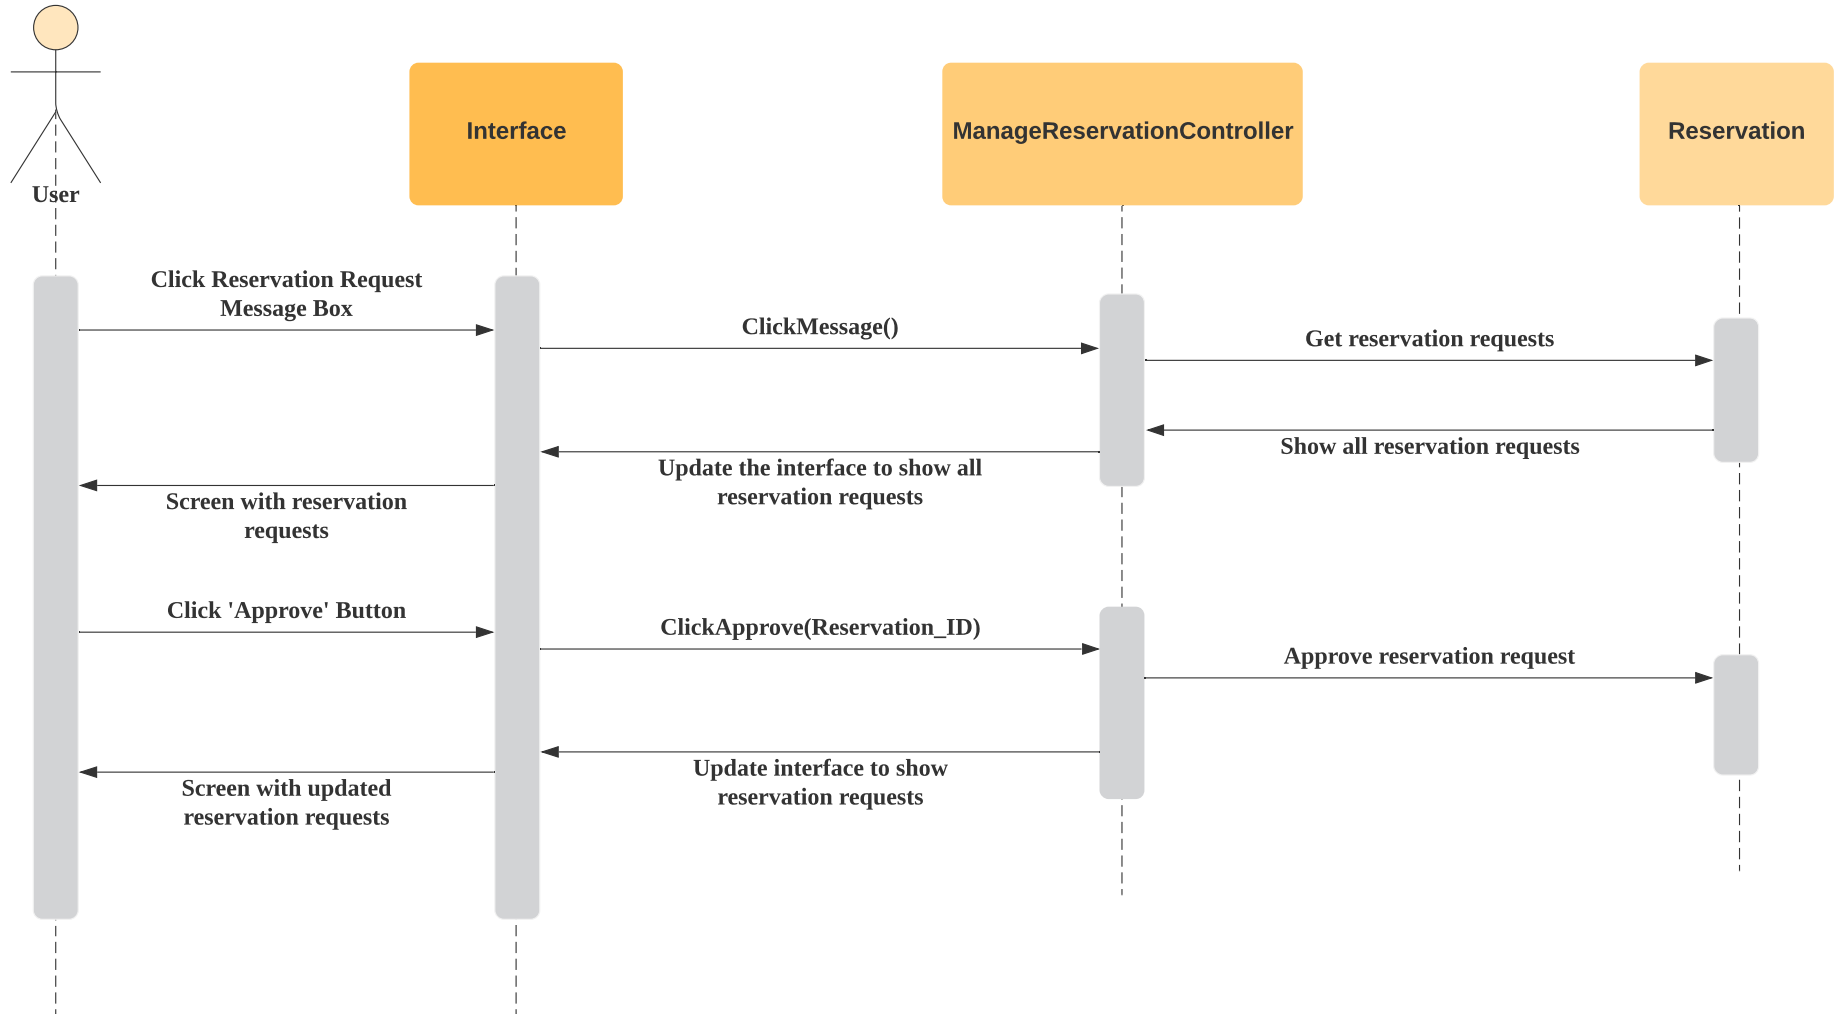 User
Interface
ManageReservationController
Reservation
Click Reservation Request
Message Box
ClickMessage()
Get reservation requests
Show all reservation requests
Update the interface to show all
reservation requests
Screen with reservation
requests
Click 'Approve' Button
ClickApprove(Reservation_ID)
Approve reservation request
Update interface to show
reservation requests
Screen with updated
reservation requests